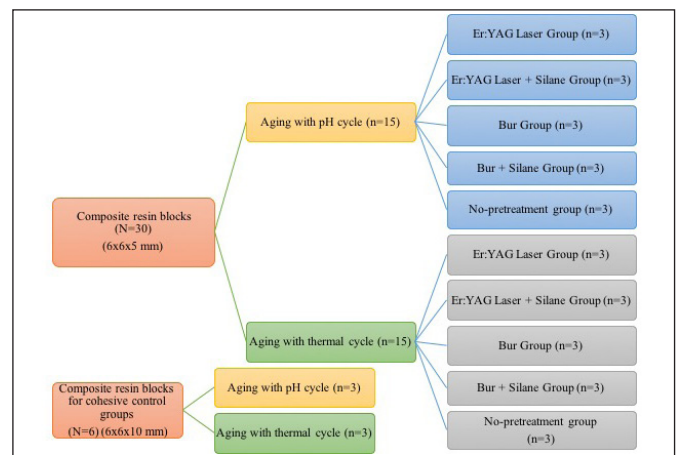 Composite resin blocks
(N=30)
(6x6x5 mm)
Aging with pH cycle (n=15)
Er:YAG Laser Group (n=3)
Er:YAG Laser + Silane Group (n=3)
Bur Group (n=3)
Bur + Silane Group (n=3)
No-pretreatment group (n=3)
Aging with thermal cycle (n=15)
Er:YAG Laser Group (n=3)
Er:YAG Laser + Silane Group (n=3)
Bur Group (n=3)
Bur + Silane Group (n=3)
No-pretreatment group
(n=3)
Composite resin blocks
for cohesive control
groups
(N=6) (6x6x10 mm)
Aging with pH cycle (n=3)
Aging with thermal cycle (n=3)